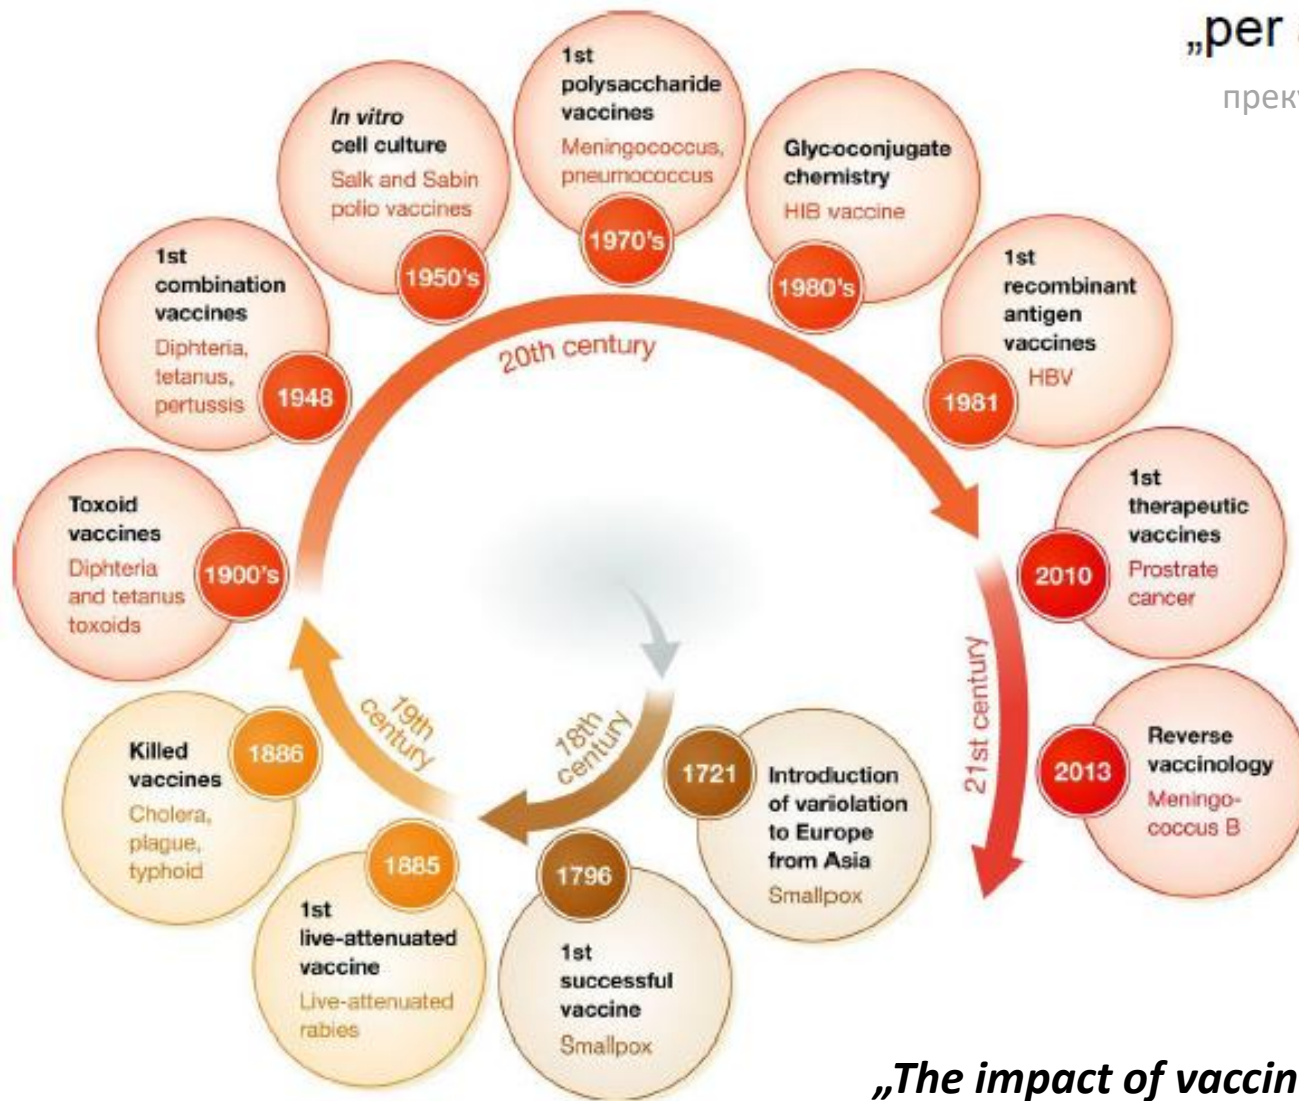 „per
1st
polysaccharide
vaccines
Meningococcus,
pneumococcus
1970's
In vitro
cell culture
Salk and Sabin
polio vaccines
1950's
Glycoconjugate
chemistry
HIB vaccine
1980's
1st
combination
vaccines
Diphteria,
tetanus,
pertussis
1948
1st
recombinant
antigen
vaccines
HBV
1981
20th century
Toxoid
vaccines
Diphteria
and tetanus
toxoids
1900's
1st
therapeutic
vaccines
Prostrate
cancer
2010
19th
century
18th
century
21st century
Killed
vaccines
Cholera,
plague,
typhoid
1886
1721
Introduction
of variolation
to Europe
from Asia
Smallpox
Reverse
vaccinology
Meningo-
coccus B
2013
1885
1st
live-attenuated
vaccine
Live-attenuated
rabies
1796
1st
successful
vaccine
Smallpox
„The impact of vaccin